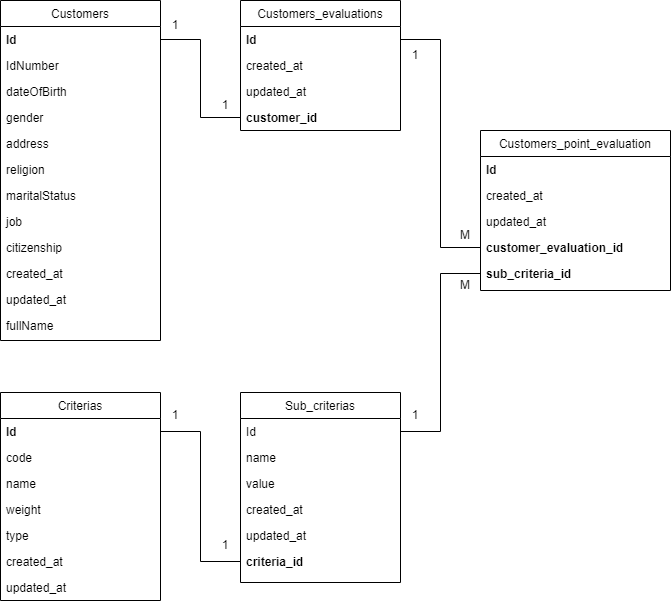 Customers
Id
IdNumber
dateOfBirth
gender
address
religion
maritalStatus
job
citizenship
created_at
updated_at
fullName
1
1
Customers_evaluations
Id
created_at
updated_at
customer_id
1
M
Customers_point_evaluation
Id
created_at
updated_at
customer_evaluation_id
sub_criteria_id
M
Criterias
Id
code
name
weight
type
created_at
updated_at
1
1
Sub_criterias
Id
name
value
created_at
updated_at
criteria_id
1